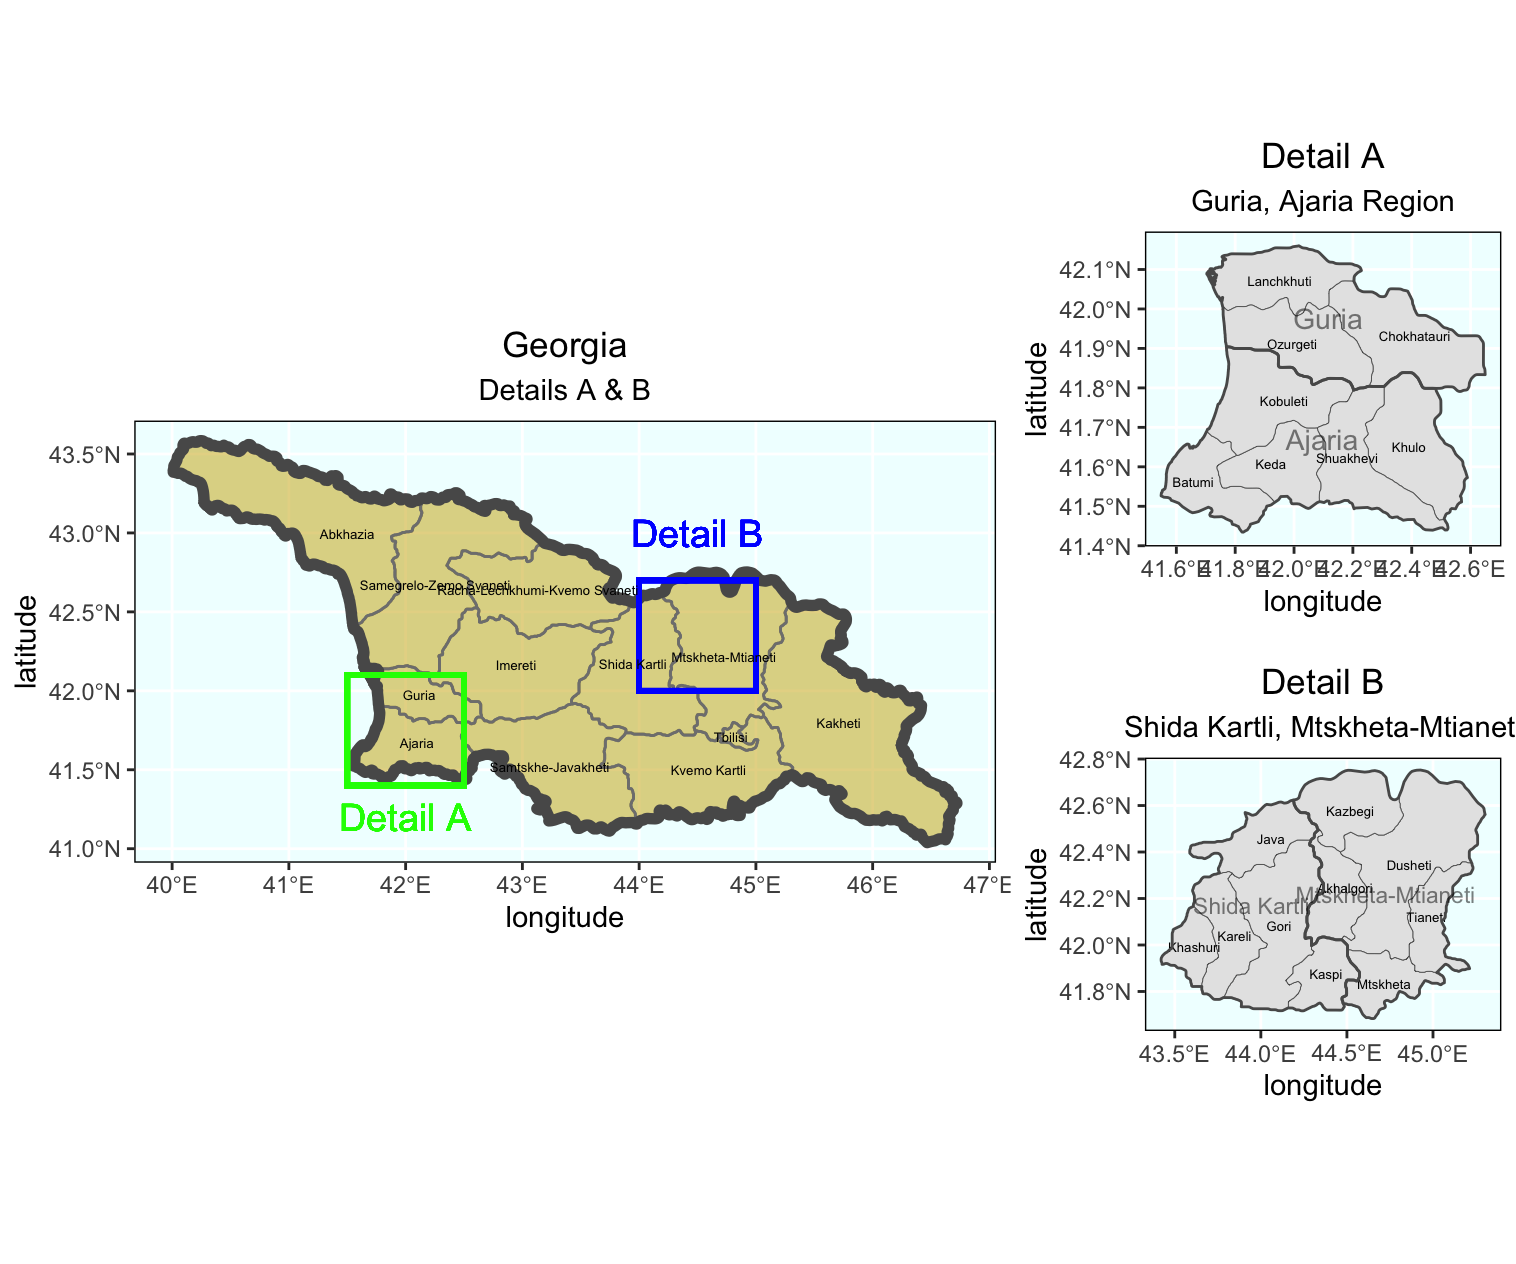 Georgia
Details A & B
latitude
43.5°N
43.0°N
42.5°N
42.0°N
41.5°N
41.0°N
40°E
41°E
42°E
43°E
44°E
45°E
46°E
47°E
longitude
Abkhazia
Samegrelo-Zemo Svaneti
Racha-Lechkhumi-Kvemo Svaneti
Imereti
Shida Kartli
Mtskheta-Mtianeti
Guria
Ajaria
Samtskhe-Javakheti
Kvemo Kartli
Tbilisi
Kakheti
Detail B
Detail A
Detail A
Guria, Ajaria Region
latitude
42.1°N
42.0°N
41.9°N
41.8°N
41.7°N
41.6°N
41.5°N
41.4°N
41.6°E
41.8°E
42.0°E
42.2°E
42.4°E
42.6°E
longitude
Lanchkhuti
Guria
Ozurgeti
Chokhatauri
Kobuleti
Ajaria
Keda
Shuakhevi
Khulo
Batumi
Detail B
Shida Kartli, Mtskheta-Mtianet
latitude
42.8°N
42.6°N
42.4°N
42.2°N
42.0°N
41.8°N
43.5°E
44.0°E
44.5°E
45.0°E
longitude
Kazbegi
Java
Dusheti
Akhalgori
Mtskheta-Mtianeti
Shida Kartli
Tianeti
Gori
Kareli
Khashuri
Kaspi
Mtskheta